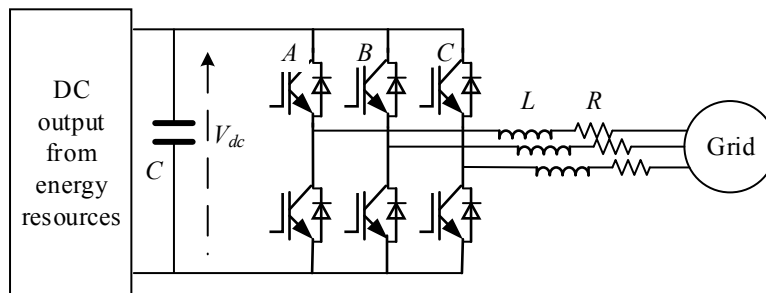 DC
output
from
energy
resources
C
V_dc
A
B
C
L
R
Grid